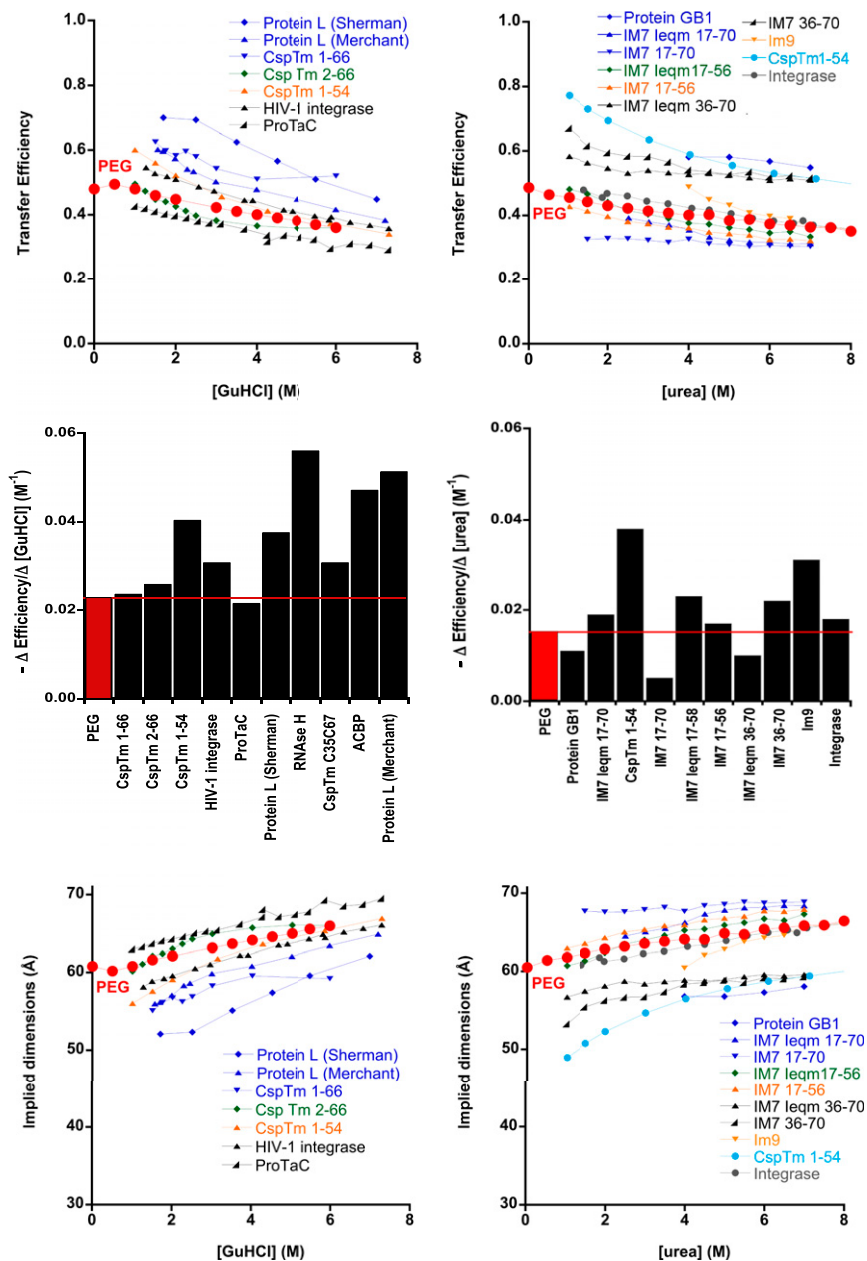 Transfer Efficiency
1.0
0.8
0.6
0.4
0.2
0.0
0
2
4
6
8
[GuHCl] (M)
PEG
Protein L (Sherman)
Protein L (Merchant)
CspTm 1-66
Csp Tm 2-66
CspTm 1-54
HIV-I integrase
ProTaC
Transfer Efficiency
1.0
0.8
0.6
0.4
0.2
0.0
0
2
4
6
8
[urea] (M)
PEG
Protein GB1
IM7 Ieqm 17-70
IM7 17-70
IM7 Ieqm17-56
IM7 17-56
IM7 Ieqm 36-70
IM7 36-70
Im9
CspTm1-54
Integrase
- Δ Efficiency/Δ [GuHCl] (M⁻¹)
0.06
0.04
0.02
0.00
PEG
CspTm 1-66
CspTm 2-66
CspTm 1-54
HIV-1 integrase
ProTaC
Protein L (Sherman)
RNAse H
CspTm C35C67
ACBP
Protein L (Merchant)
- Δ Efficiency/Δ [urea] (M⁻¹)
0.06
0.04
0.02
0.00
PEG
Protein GB1
IM7 Ieqm 17-70
CspTm 1-54
IM7 17-70
IM7 Ieqm 17-58
IM7 17-56
IM7 Ieqm 36-70
IM7 36-70
Im9
Integrase
Implied dimensions (Å)
70
60
50
40
30
0
2
4
6
8
[GuHCl] (M)
PEG
Protein L (Sherman)
Protein L (Merchant)
CspTm 1-66
Csp Tm 2-66
CspTm 1-54
HIV-1 integrase
ProTaC
Implied dimensions (Å)
70
60
50
40
30
0
2
4
6
8
[urea] (M)
PEG
Protein GB1
IM7 Ieqm 17-70
IM7 17-70
IM7 Ieqm17-56
IM7 17-56
IM7 Ieqm 36-70
IM7 36-70
Im9
CspTm 1-54
Integrase